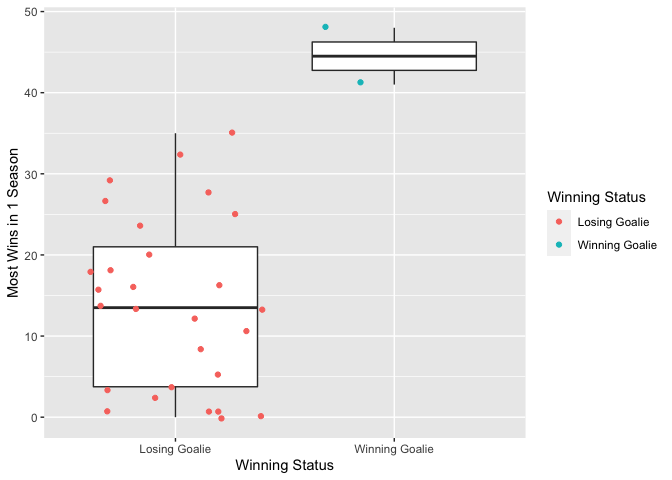 50
40
30
20
10
0
Most Wins in 1 Season
Losing Goalie
Winning Goalie
Winning Status
Winning Status
Losing Goalie
Winning Goalie